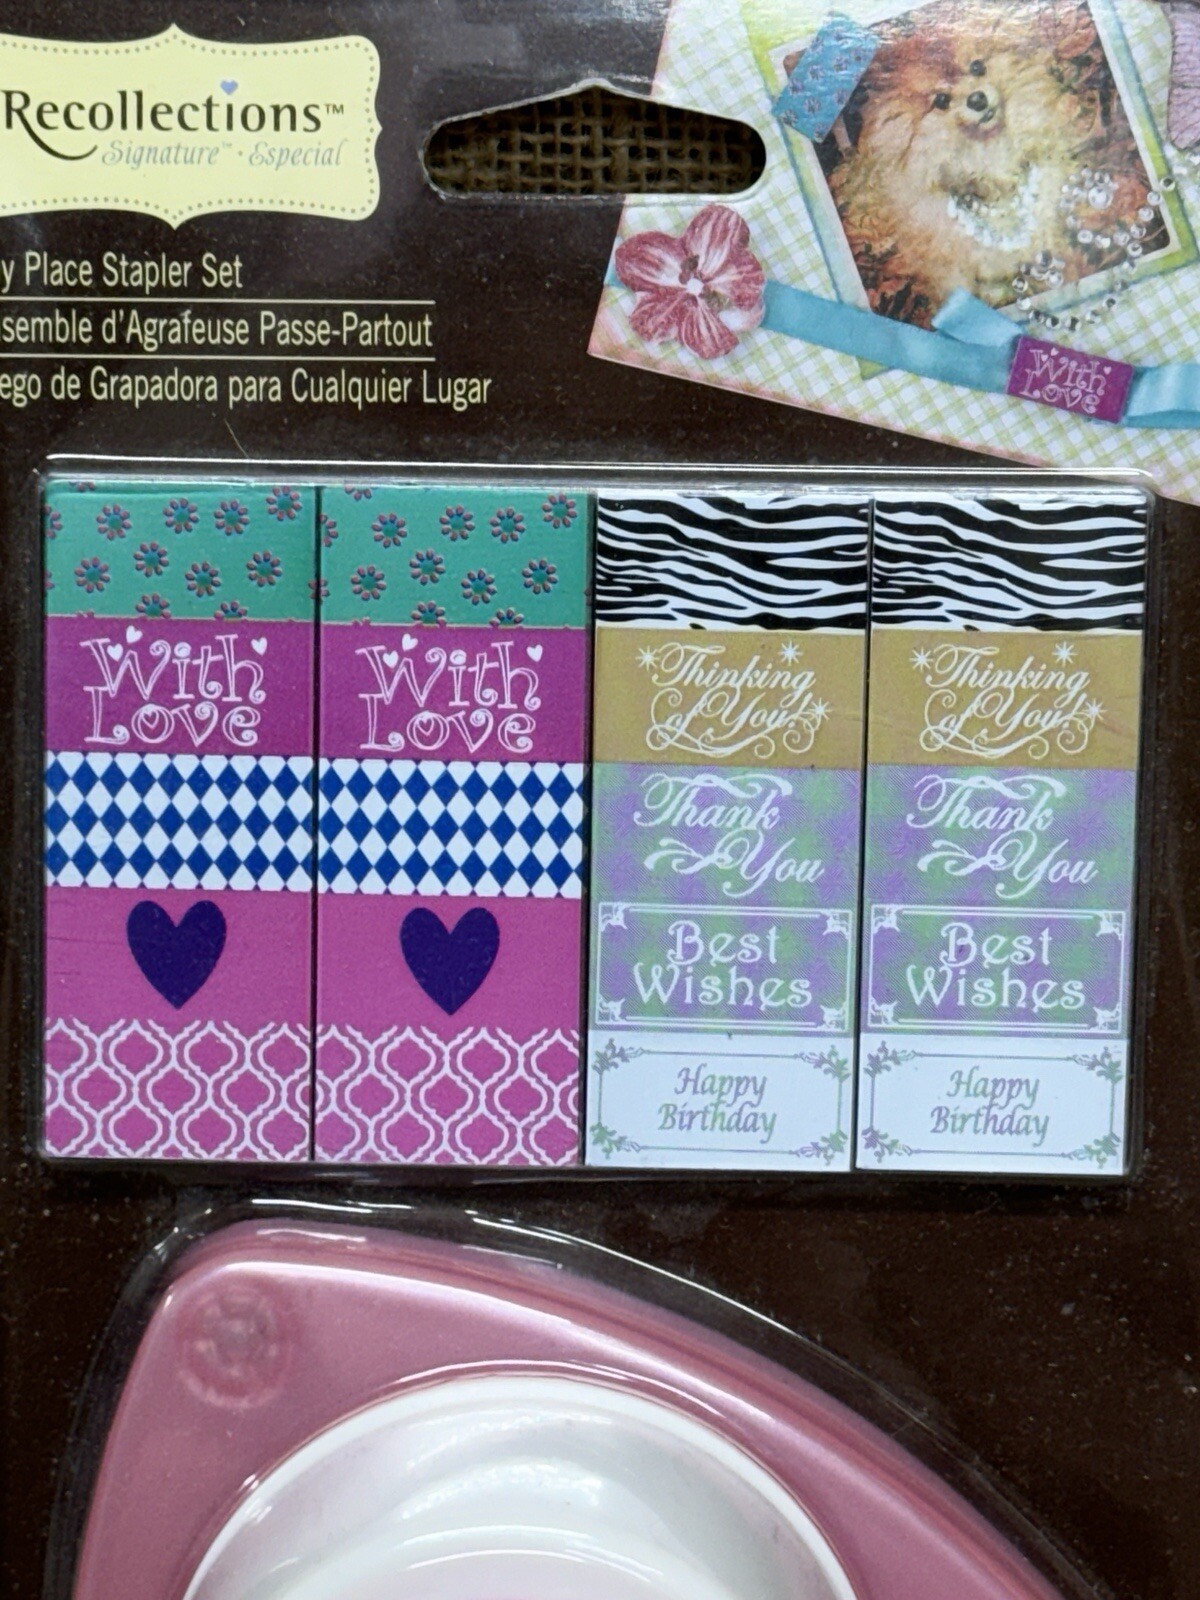 Recollections™
Signature™ • Especial
y Place Stapler Set
semble d'Agrafeuse Passe-Partout
ego de Grapadora para Cualquier Lugar
With
Love
With
Love
With
Love
Thinking
of You!
Thinking
of You!
Thank
You
Thank
You
Best
Wishes
Best
Wishes
Happy
Birthday
Happy
Birthday